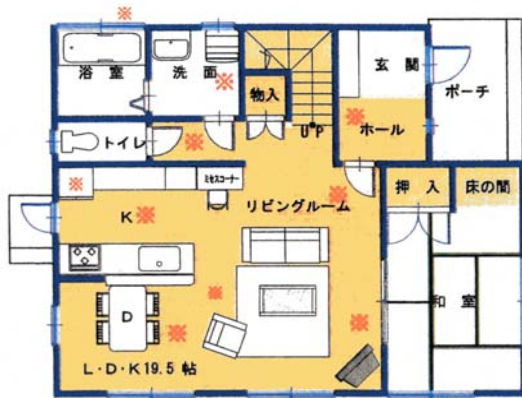 浴室
洗面
物入
玄関
ポーチ
ホール
UP
トイレ
ミセスコーナー
押入
床の間
K
リビングルーム
D
和室
L・D・K19.5帖